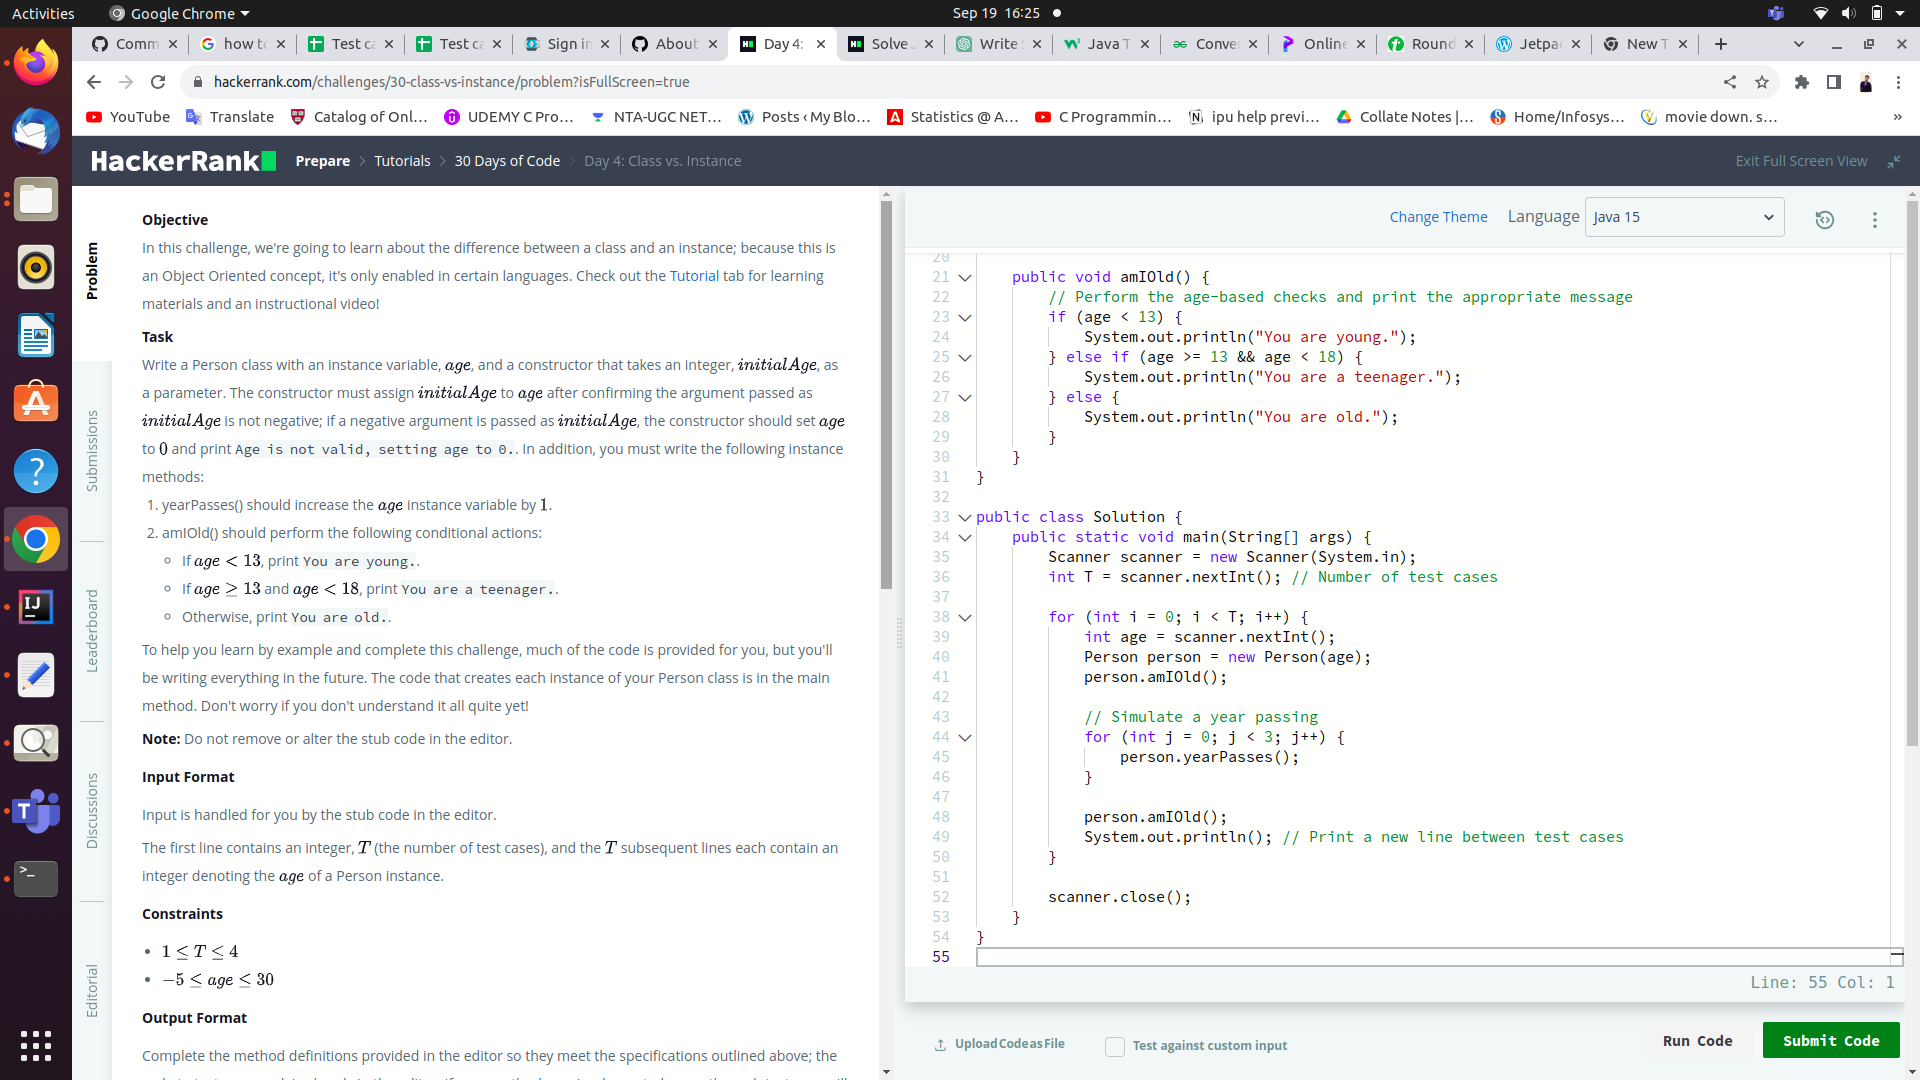 Activities
Google Chrome
Sep 19 16:25
Comm
how to
Test ca
Test ca
Sign in
About
Day 4:
Solve
Write
Java T
Conve
Online
Round
Jetpac
New T
hackerrank.com/challenges/30-class-vs-instance/problem?isFullScreen=true
YouTube
Translate
Catalog of Onl...
UDEMY C Pro...
NTA-UGC NET...
Posts ‹ My Blo...
Statistics @ A...
C Programmin...
ipu help previ...
Collate Notes |...
Home/Infosys...
movie down. s...
»
HackerRank
Prepare > Tutorials > 30 Days of Code > Day 4: Class vs. Instance
Exit Full Screen View
Problem
Submissions
Leaderboard
Discussions
Editorial
Objective
In this challenge, we're going to learn about the difference between a class and an instance; because this is
an Object Oriented concept, it's only enabled in certain languages. Check out the Tutorial tab for learning
materials and an instructional video!
Task
Write a Person class with an instance variable, age, and a constructor that takes an integer, initialAge, as
a parameter. The constructor must assign initialAge to age after confirming the argument passed as
initialAge is not negative; if a negative argument is passed as initialAge, the constructor should set age
to 0 and print Age is not valid, setting age to 0.. In addition, you must write the following instance
methods:
1. yearPasses() should increase the age instance variable by 1.
2. amIOld() should perform the following conditional actions:
If age < 13, print You are young..
If age ≥ 13 and age < 18, print You are a teenager..
Otherwise, print You are old..
To help you learn by example and complete this challenge, much of the code is provided for you, but you'll
be writing everything in the future. The code that creates each instance of your Person class is in the main
method. Don't worry if you don't understand it all quite yet!
Note: Do not remove or alter the stub code in the editor.
Input Format
Input is handled for you by the stub code in the editor.
The first line contains an integer, T (the number of test cases), and the T subsequent lines each contain an
integer denoting the age of a Person instance.
Constraints
• 1 ≤ T ≤ 4
• −5 ≤ age ≤ 30
Output Format
Complete the method definitions provided in the editor so they meet the specifications outlined above; the
Change Theme
Language
Java 15
20
21 public void amIOld() {
22 // Perform the age-based checks and print the appropriate message
23 if (age < 13) {
24 System.out.println("You are young.");
25 } else if (age >= 13 && age < 18) {
26 System.out.println("You are a teenager.");
27 } else {
28 System.out.println("You are old.");
29 }
30 }
31 }
32
33 public class Solution {
34 public static void main(String[] args) {
35 Scanner scanner = new Scanner(System.in);
36 int T = scanner.nextInt(); // Number of test cases
37
38 for (int i = 0; i < T; i++) {
39 int age = scanner.nextInt();
40 Person person = new Person(age);
41 person.amIOld();
42
43 // Simulate a year passing
44 for (int j = 0; j < 3; j++) {
45 person.yearPasses();
46 }
47
48 person.amIOld();
49 System.out.println(); // Print a new line between test cases
50 }
51
52 scanner.close();
53 }
54 }
55
Line: 55 Col: 1
Upload Code as File
Test against custom input
Run Code
Submit Code